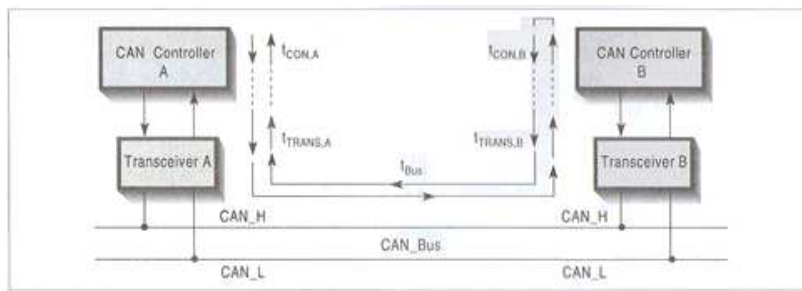 CAN Controller
A
t_CON,A
t_CON,B
CAN Controller
B
Transceiver A
t_TRANS,A
t_TRANS,B
Transceiver B
t_Bus
CAN_H
CAN_H
CAN_Bus
CAN_L
CAN_L